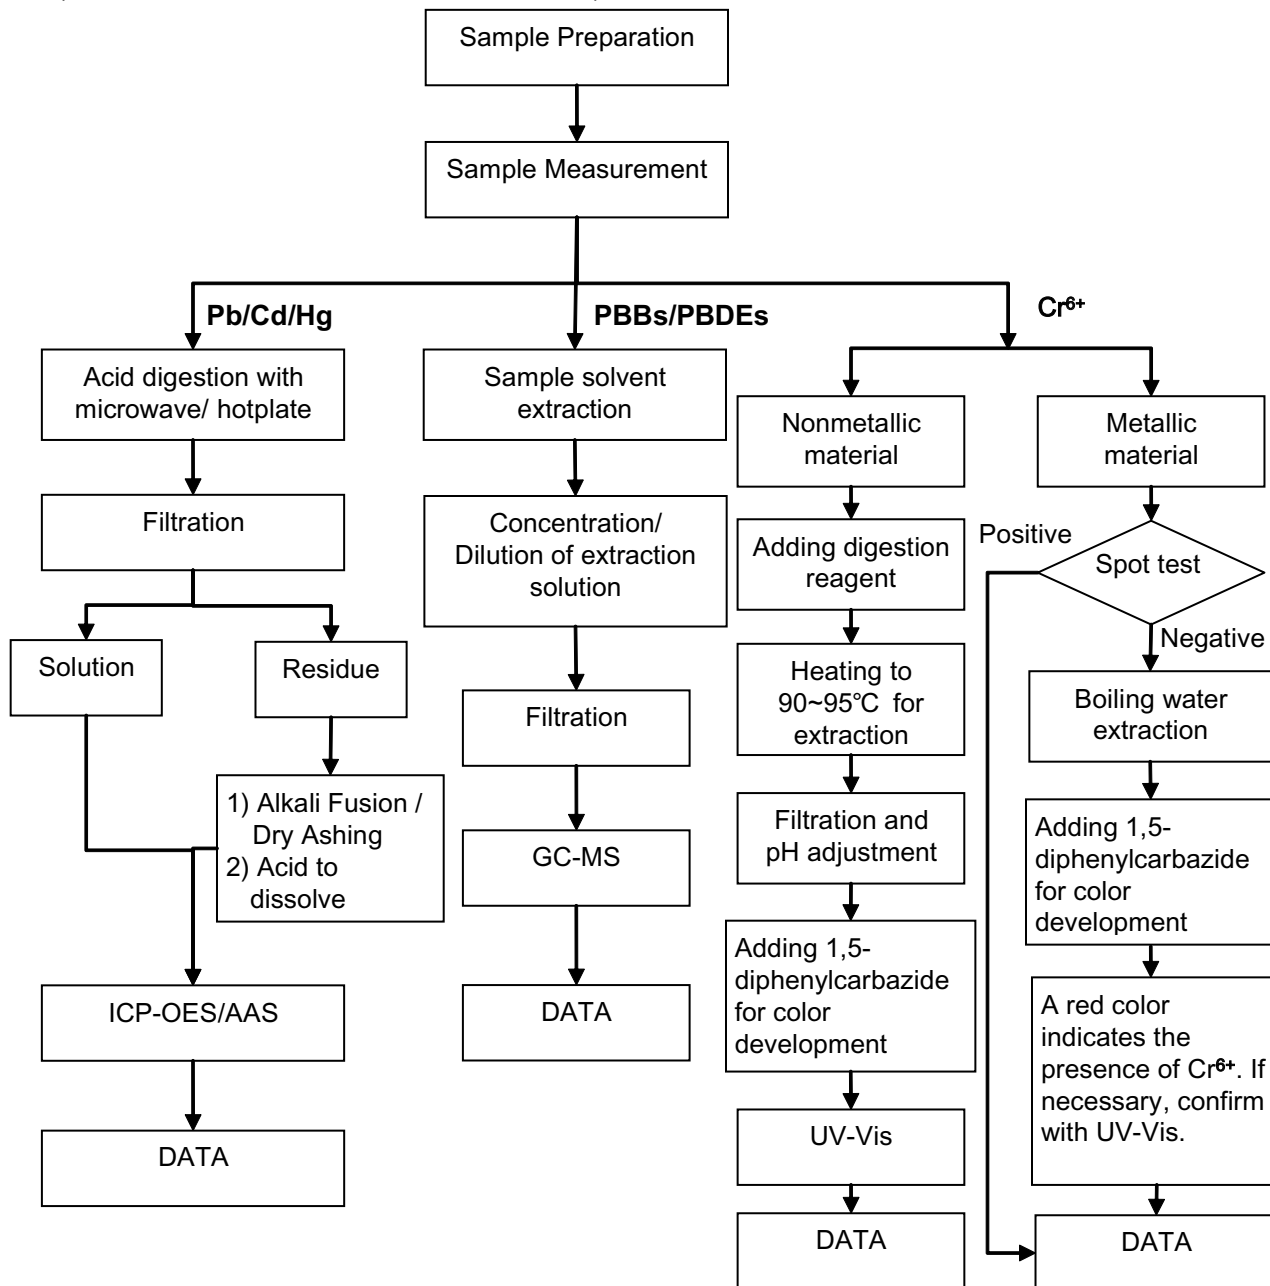 Sample Preparation
Sample Measurement
Pb/Cd/Hg
PBBs/PBDEs
Cr⁶⁺
Acid digestion with
microwave/ hotplate
Filtration
Solution
Residue
1) Alkali Fusion /
Dry Ashing
2) Acid to
dissolve
ICP-OES/AAS
DATA
Sample solvent
extraction
Concentration/
Dilution of extraction
solution
Filtration
GC-MS
DATA
Nonmetallic
material
Adding digestion
reagent
Heating to
90~95℃ for
extraction
Filtration and
pH adjustment
Adding 1,5-
diphenylcarbazide
for color
development
UV-Vis
DATA
Metallic
material
Spot test
Positive
Negative
Boiling water
extraction
Adding 1,5-
diphenylcarbazide
for color
development
A red color
indicates the
presence of Cr⁶⁺. If
necessary, confirm
with UV-Vis.
DATA